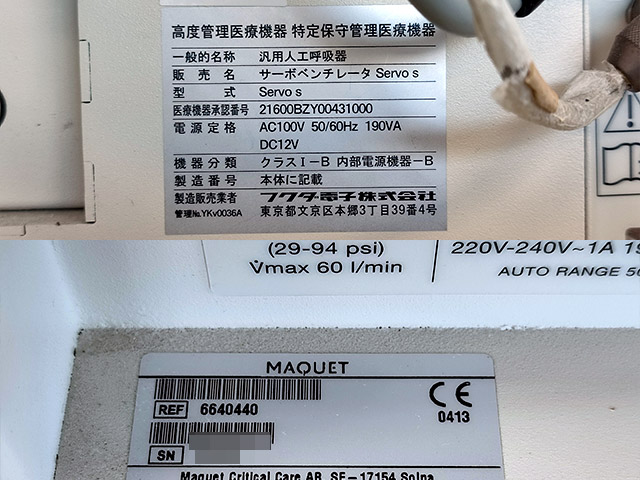 高度管理医療機器 特定保守管理医療機器
一般的名称 汎用人工呼吸器
販売名 サーボベンチレータ Servo s
型式 Servo s
医療機器承認番号 21600BZY00431000
電源定格 AC100V 50/60Hz 190VA
DC12V
機器分類 クラスⅠ−B 内部電源機器−B
製造番号 本体に記載
製造販売業者 フクダ電子株式会社
管理No.YKv0036A 東京都文京区本郷3丁目39番4号
(29-94 psi)
V̇max 60 l/min
220V-240V~1A
AUTO RANGE
MAQUET
REF 6640440
CE
0413
SN
Maquet Critical Care AB, SE-17154 Solna